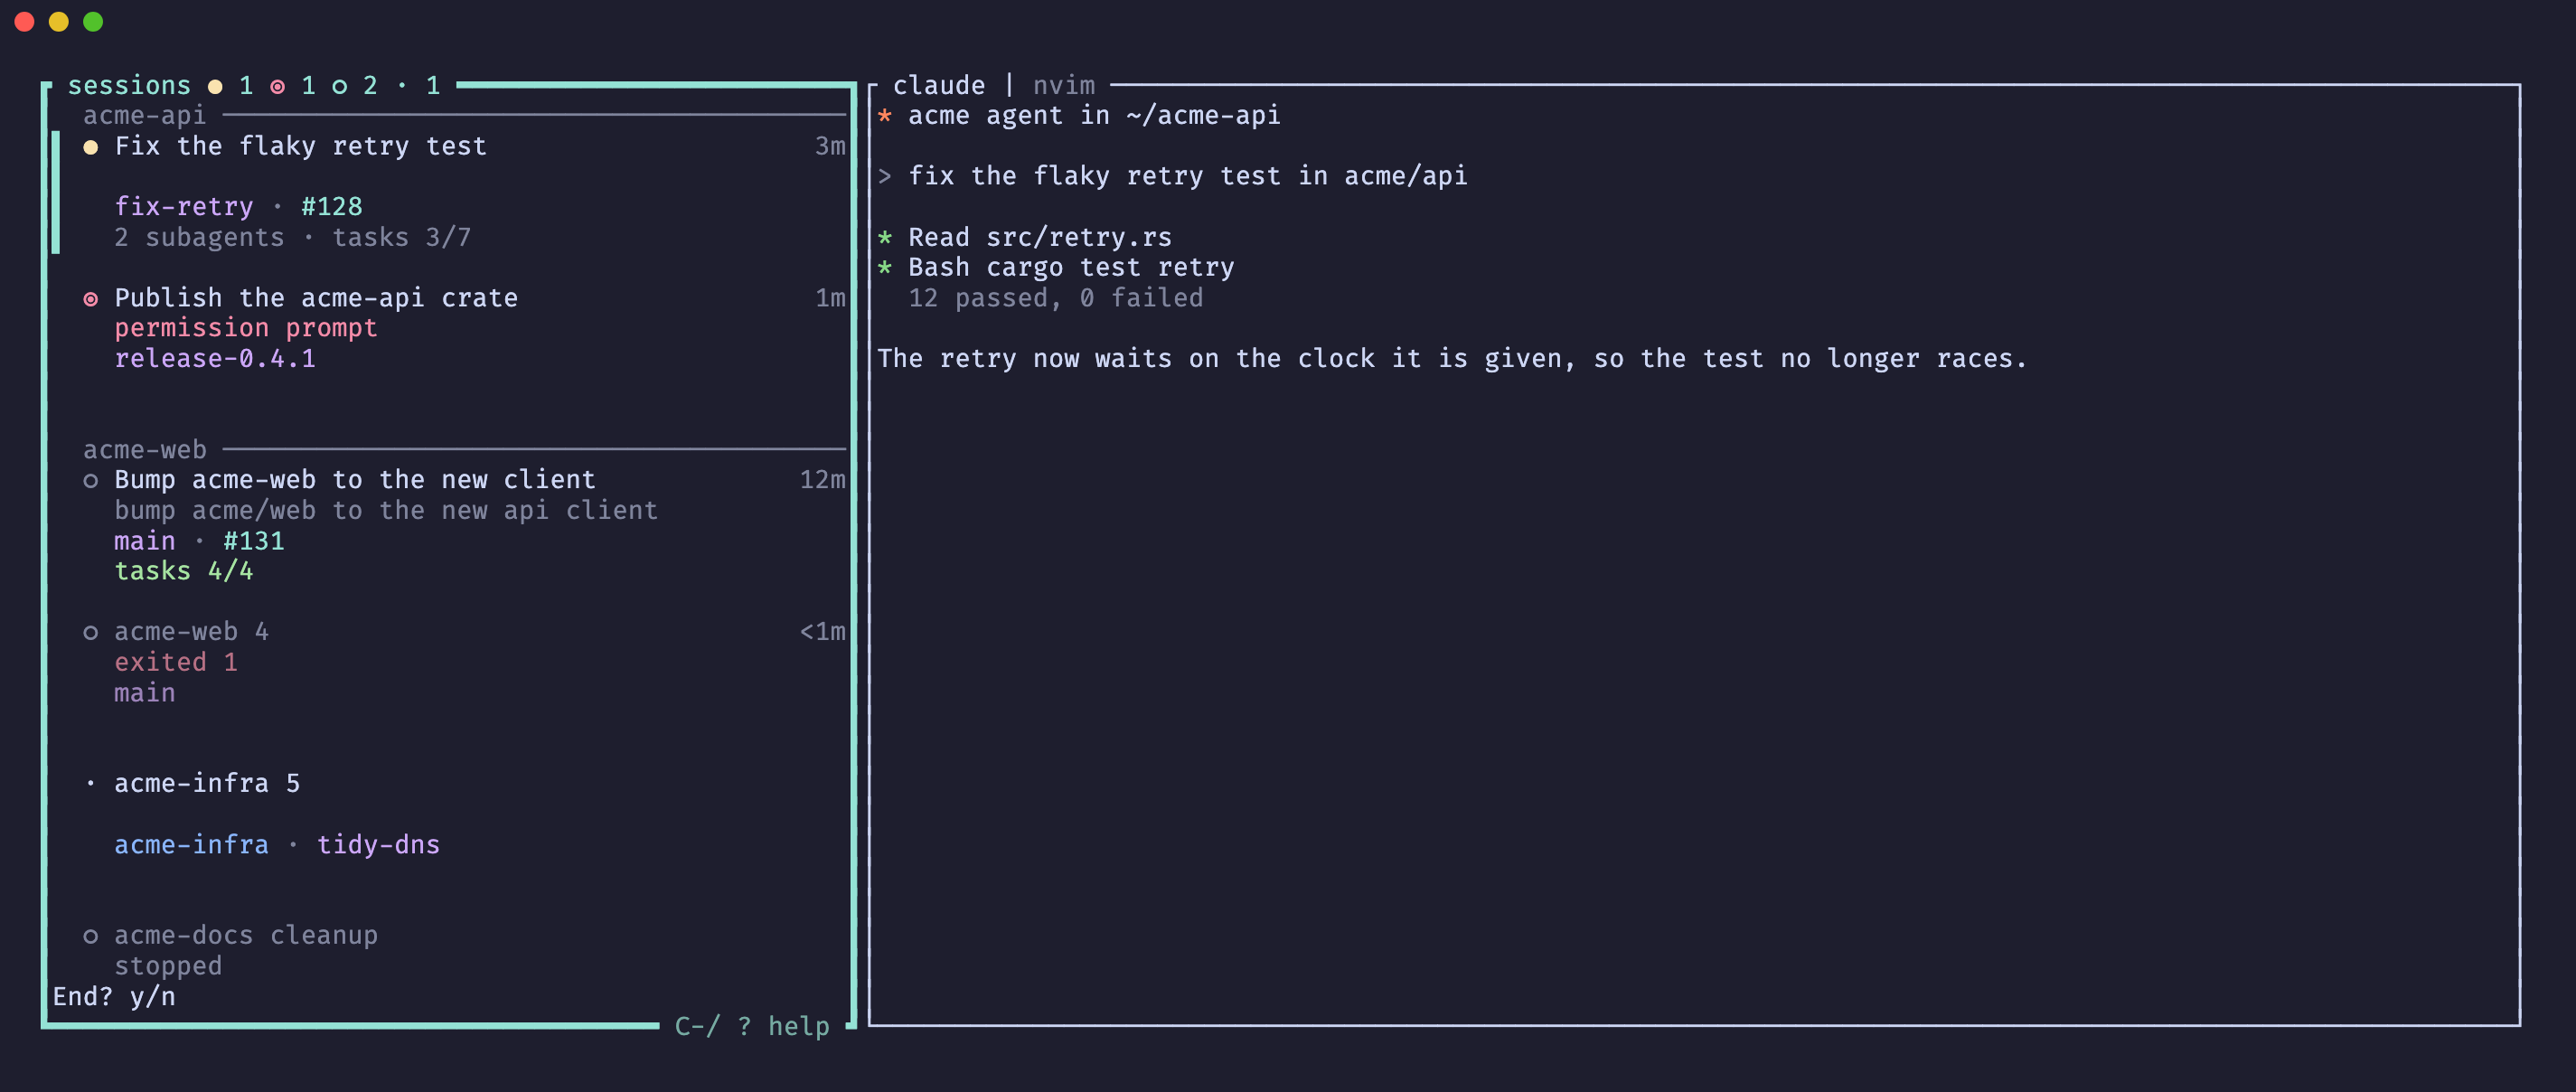 sessions ● 1 ◉ 1 ○ 2 · 1
acme-api
● Fix the flaky retry test 3m
fix-retry · #128
2 subagents · tasks 3/7
◉ Publish the acme-api crate 1m
permission prompt
release-0.4.1
acme-web
○ Bump acme-web to the new client 12m
bump acme/web to the new api client
main · #131
tasks 4/4
○ acme-web 4 <1m
exited 1
main
· acme-infra 5
acme-infra · tidy-dns
○ acme-docs cleanup
stopped
End? y/n
C-/ ? help
claude | nvim
* acme agent in ~/acme-api
> fix the flaky retry test in acme/api
* Read src/retry.rs
* Bash cargo test retry
12 passed, 0 failed
The retry now waits on the clock it is given, so the test no longer races.